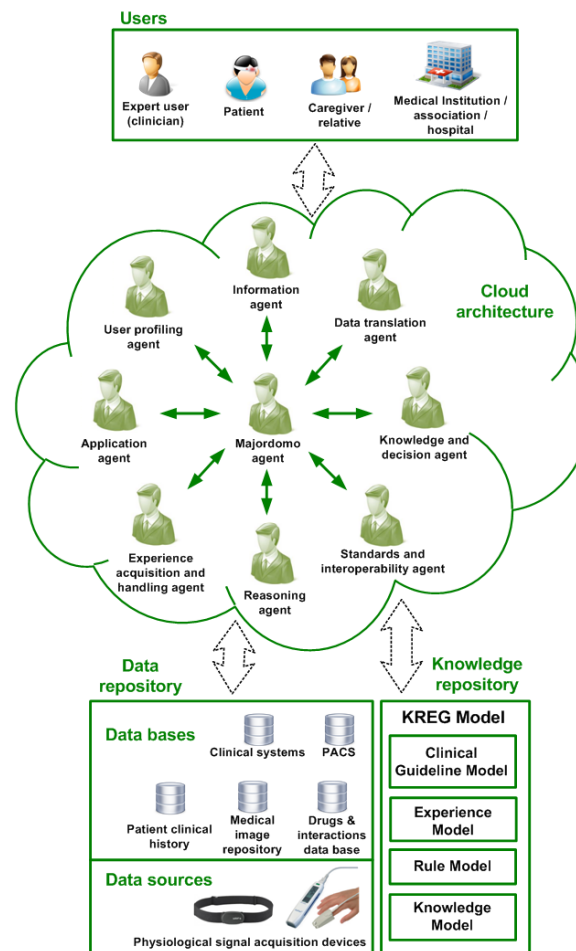 Users
Expert user
(clinician)
Patient
Caregiver /
relative
Medical Institution /
association /
hospital
Cloud
architecture
Information
agent
User profiling
agent
Data translation
agent
Application
agent
Majordomo
agent
Knowledge and
decision agent
Experience
acquisition and
handling agent
Reasoning
agent
Standards and
interoperability agent
Data
repository
Knowledge
repository
Data bases
Clinical systems
PACS
Patient clinical
history
Medical
image
repository
Drugs &
interactions
data base
Data sources
Physiological signal acquisition devices
KREG Model
Clinical
Guideline Model
Experience
Model
Rule Model
Knowledge
Model